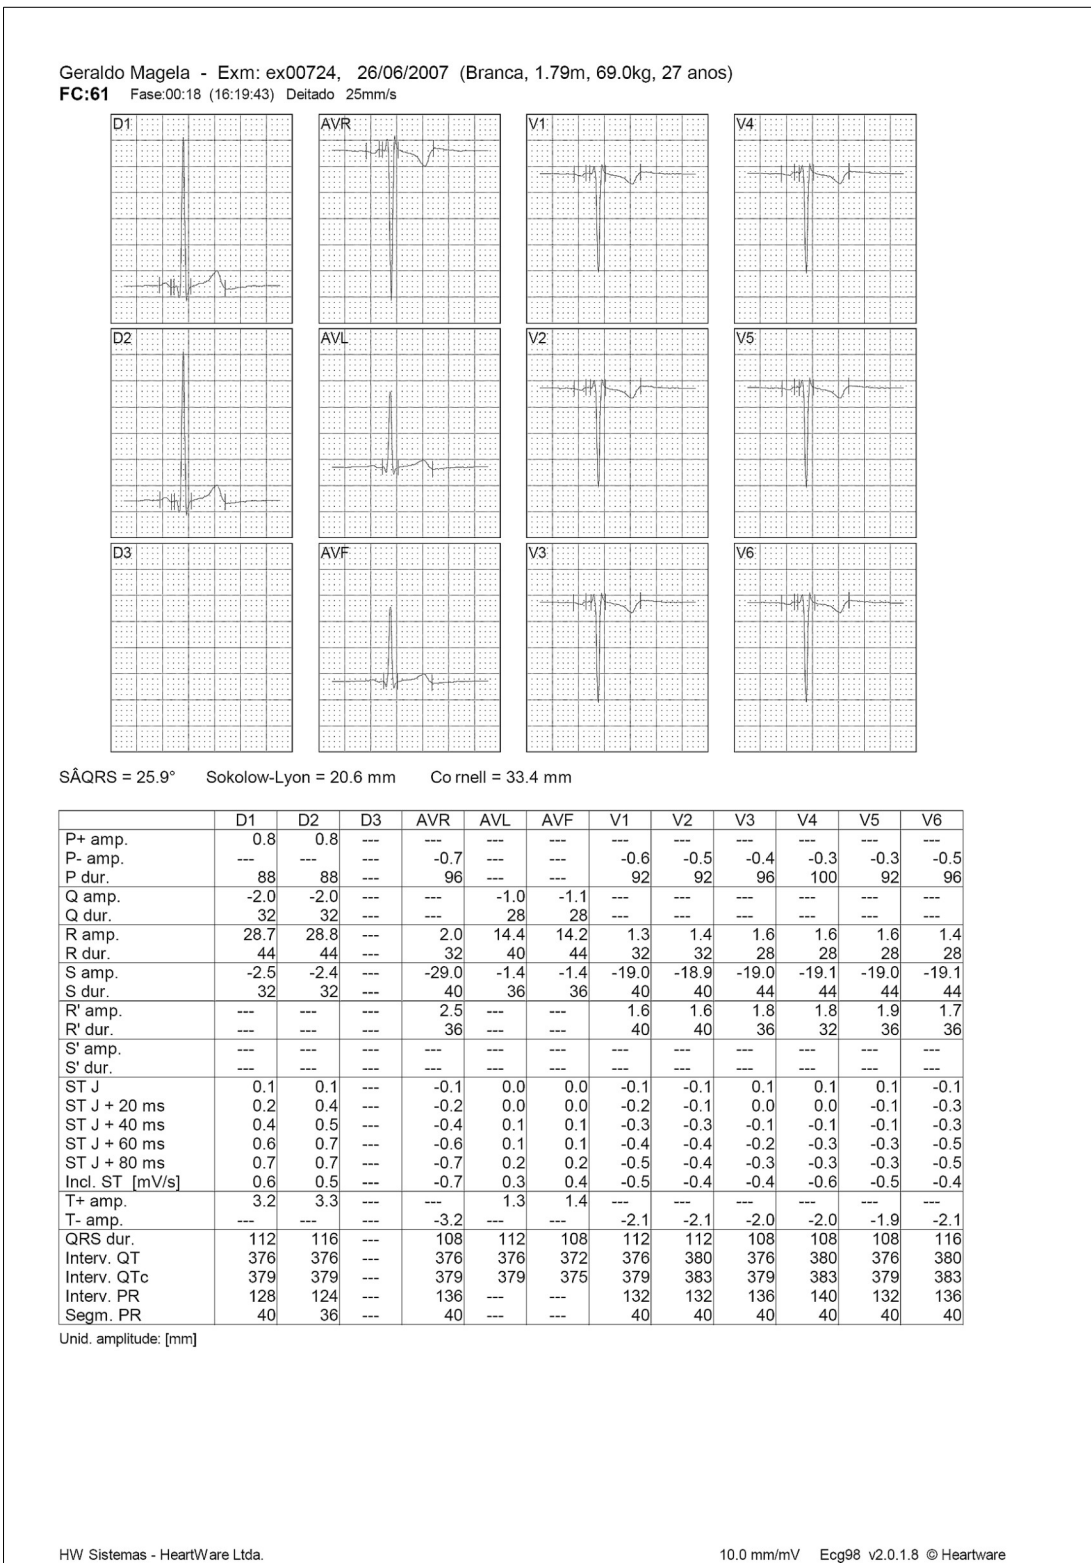 Geraldo Magela - Exm: ex00724, 26/06/2007 (Branca, 1.79m, 69.0kg, 27 anos)
FC:61 Fase:00:18 (16:19:43) Deitado 25mm/s
D1 AVR V1 V4
D2 AVL V2 V5
D3 AVF V3 V6
SÂQRS = 25.9° Sokolow-Lyon = 20.6 mm Co rnell = 33.4 mm
D1 D2 D3 AVR AVL AVF V1 V2 V3 V4 V5 V6
P+ amp. 0.8 0.8 --- --- --- --- --- --- --- --- --- ---
P- amp. --- --- --- -0.7 --- --- -0.6 -0.5 -0.4 -0.3 -0.3 -0.5
P dur. 88 88 --- 96 --- --- 92 92 96 100 92 96
Q amp. -2.0 -2.0 --- --- -1.0 -1.1 --- --- --- --- --- ---
Q dur. 32 32 --- --- 28 28 --- --- --- --- --- ---
R amp. 28.7 28.8 --- 2.0 14.4 14.2 1.3 1.4 1.6 1.6 1.6 1.4
R dur. 44 44 --- 32 40 44 32 32 28 28 28 28
S amp. -2.5 -2.4 --- -29.0 -1.4 -1.4 -19.0 -18.9 -19.0 -19.1 -19.0 -19.1
S dur. 32 32 --- 40 36 36 40 40 44 44 44 44
R' amp. --- --- --- 2.5 --- --- 1.6 1.6 1.8 1.8 1.9 1.7
R' dur. --- --- --- 36 --- --- 40 40 36 32 36 36
S' amp. --- --- --- --- --- --- --- --- --- --- --- ---
S' dur. --- --- --- --- --- --- --- --- --- --- --- ---
ST J 0.1 0.1 --- -0.1 0.0 0.0 -0.1 -0.1 0.1 0.1 0.1 -0.1
ST J + 20 ms 0.2 0.4 --- -0.2 0.0 0.0 -0.2 -0.1 0.0 0.0 -0.1 -0.3
ST J + 40 ms 0.4 0.5 --- -0.4 0.1 0.1 -0.3 -0.3 -0.1 -0.1 -0.1 -0.3
ST J + 60 ms 0.6 0.7 --- -0.6 0.1 0.1 -0.4 -0.4 -0.2 -0.3 -0.3 -0.5
ST J + 80 ms 0.7 0.7 --- -0.7 0.2 0.2 -0.5 -0.4 -0.3 -0.3 -0.3 -0.5
Incl. ST [mV/s] 0.6 0.5 --- -0.7 0.3 0.4 -0.5 -0.4 -0.4 -0.6 -0.5 -0.4
T+ amp. 3.2 3.3 --- --- 1.3 1.4 --- --- --- --- --- ---
T- amp. --- --- --- -3.2 --- --- -2.1 -2.1 -2.0 -2.0 -1.9 -2.1
QRS dur. 112 116 --- 108 112 108 112 112 108 108 108 116
Interv. QT 376 376 --- 376 376 372 376 380 376 380 376 380
Interv. QTc 379 379 --- 379 379 375 379 383 379 383 379 383
Interv. PR 128 124 --- 136 --- --- 132 132 136 140 132 136
Segm. PR 40 36 --- 40 --- --- 40 40 40 40 40 40
Unid. amplitude: [mm]
HW Sistemas - HeartWare Ltda. 10.0 mm/mV Ecg98 v2.0.1.8 © Heartware